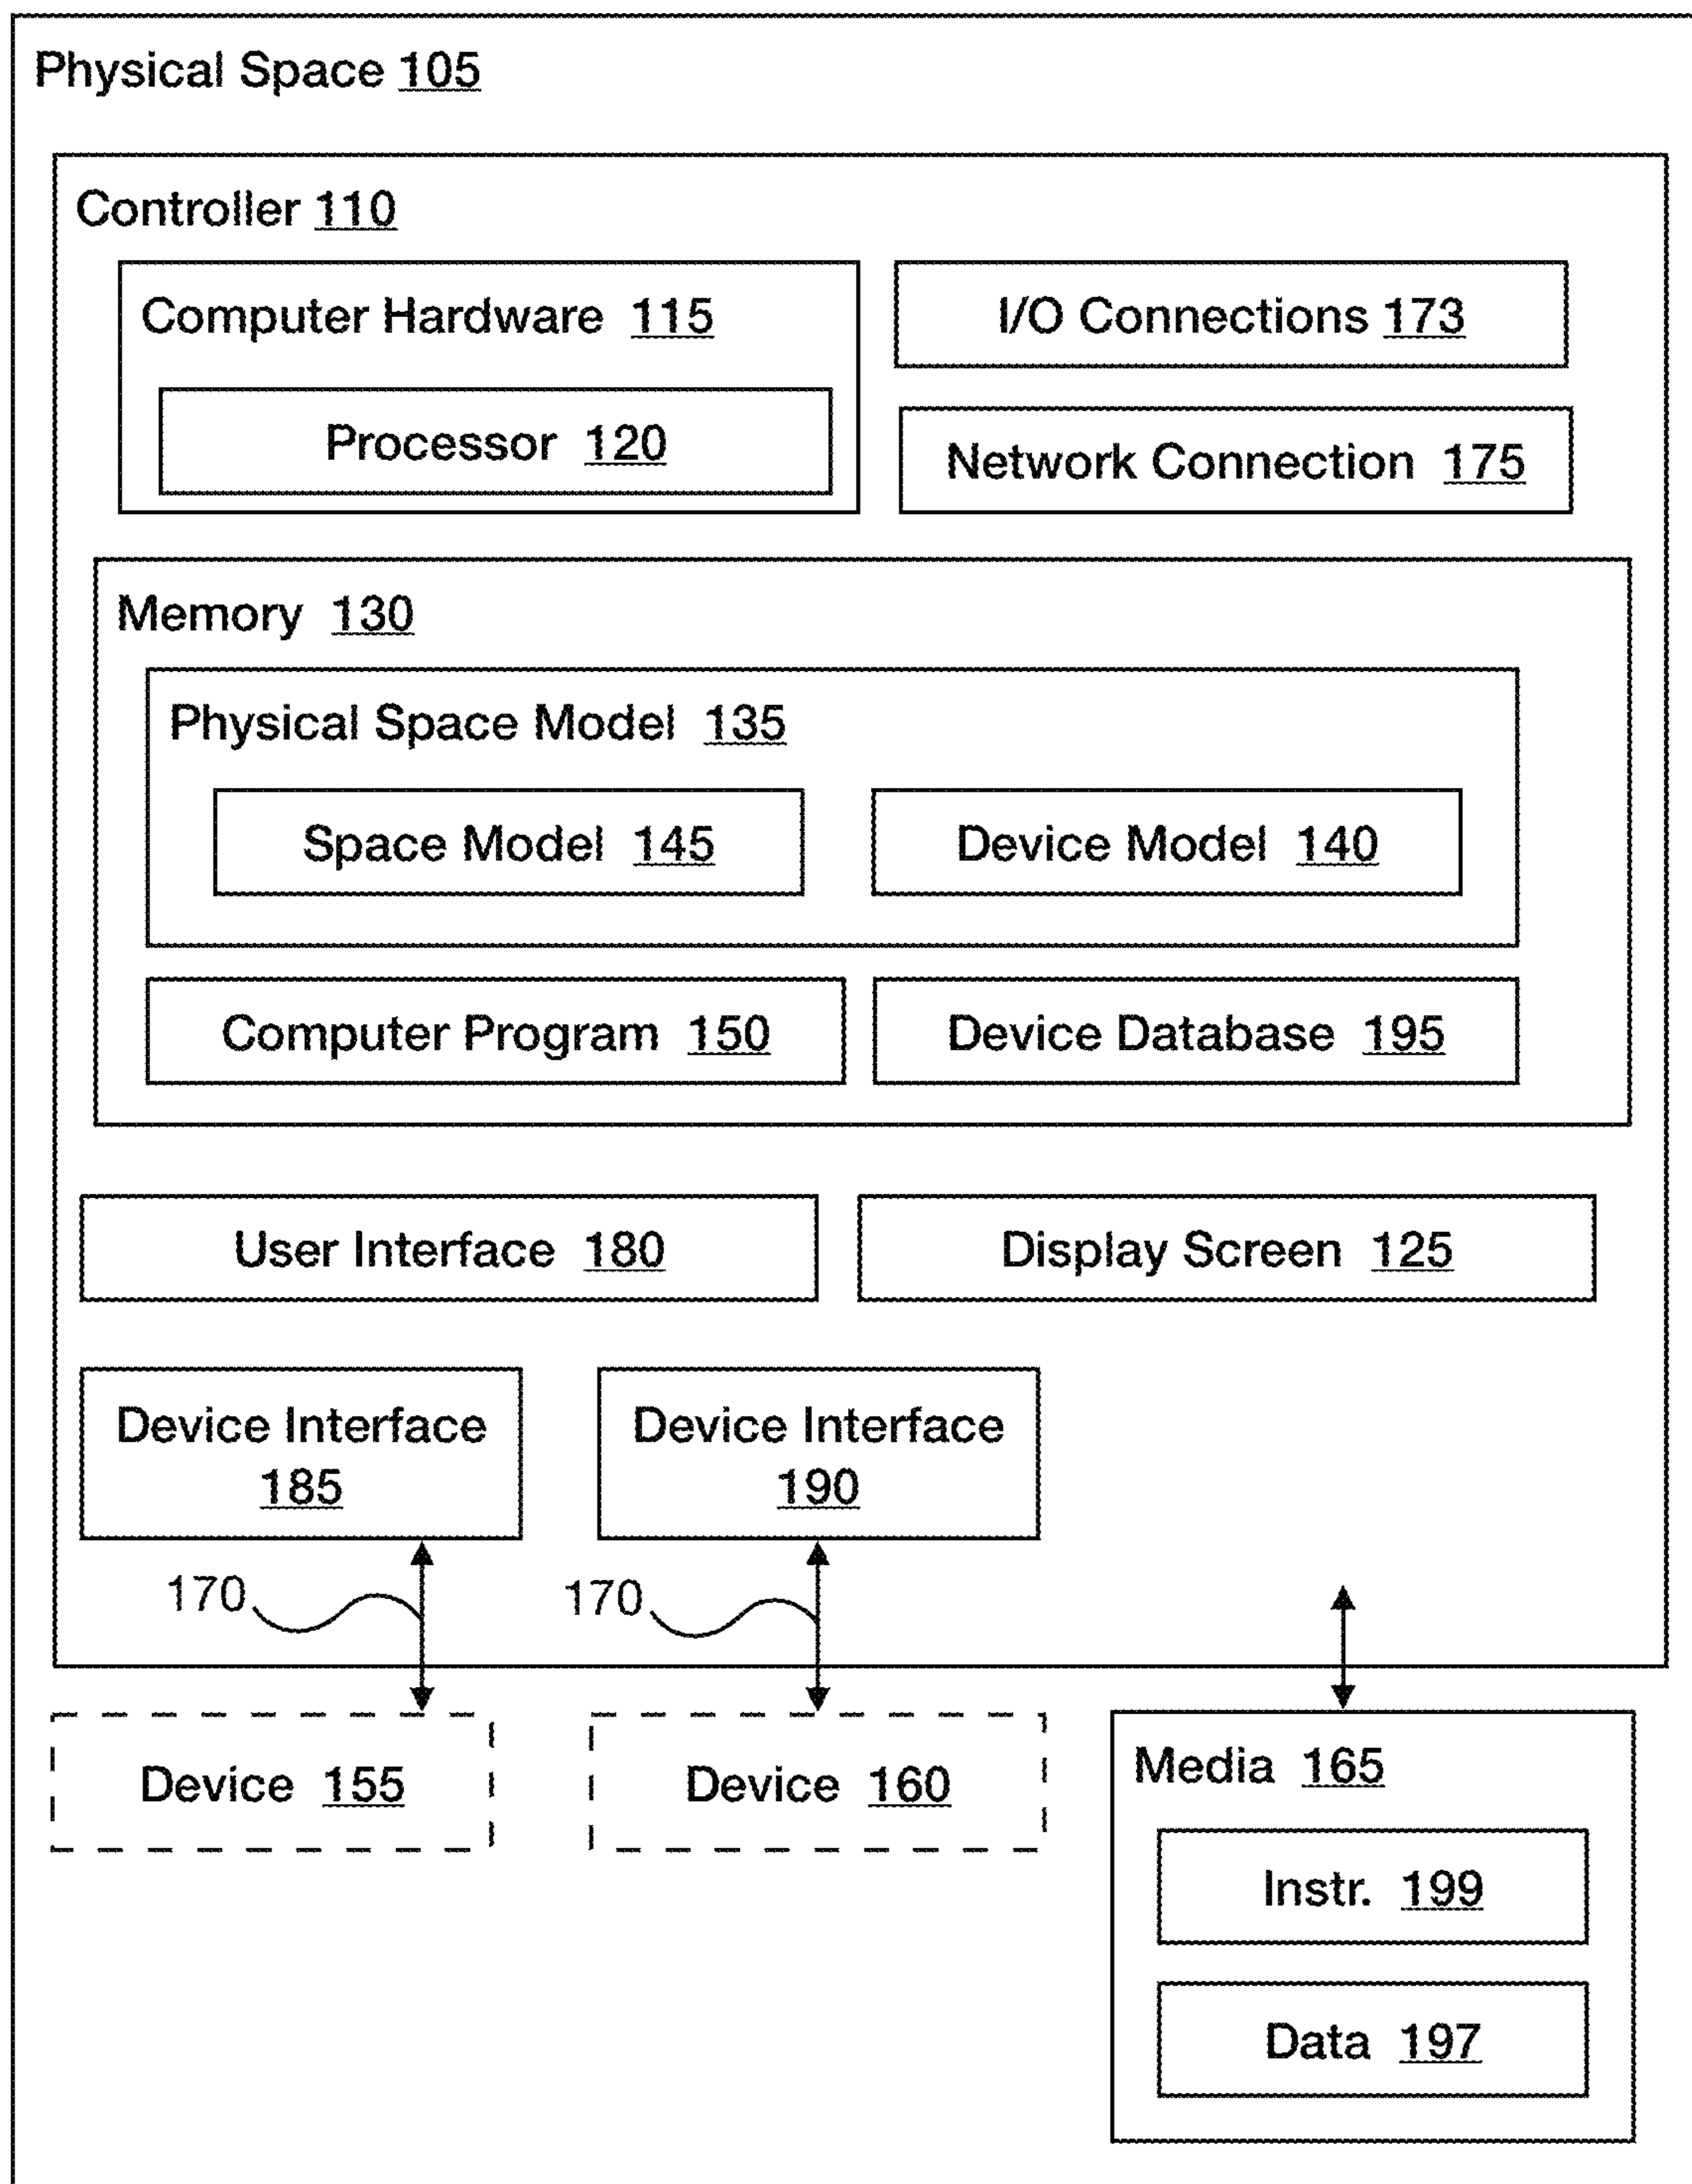 Physical Space 105
Controller 110
Computer Hardware 115
Processor 120
I/O Connections 173
Network Connection 175
Memory 130
Physical Space Model 135
Space Model 145
Device Model 140
Computer Program 150
Device Database 195
User Interface 180
Display Screen 125
Device Interface
185
Device Interface
190
170
170
Device 155
Device 160
Media 165
Instr. 199
Data 197